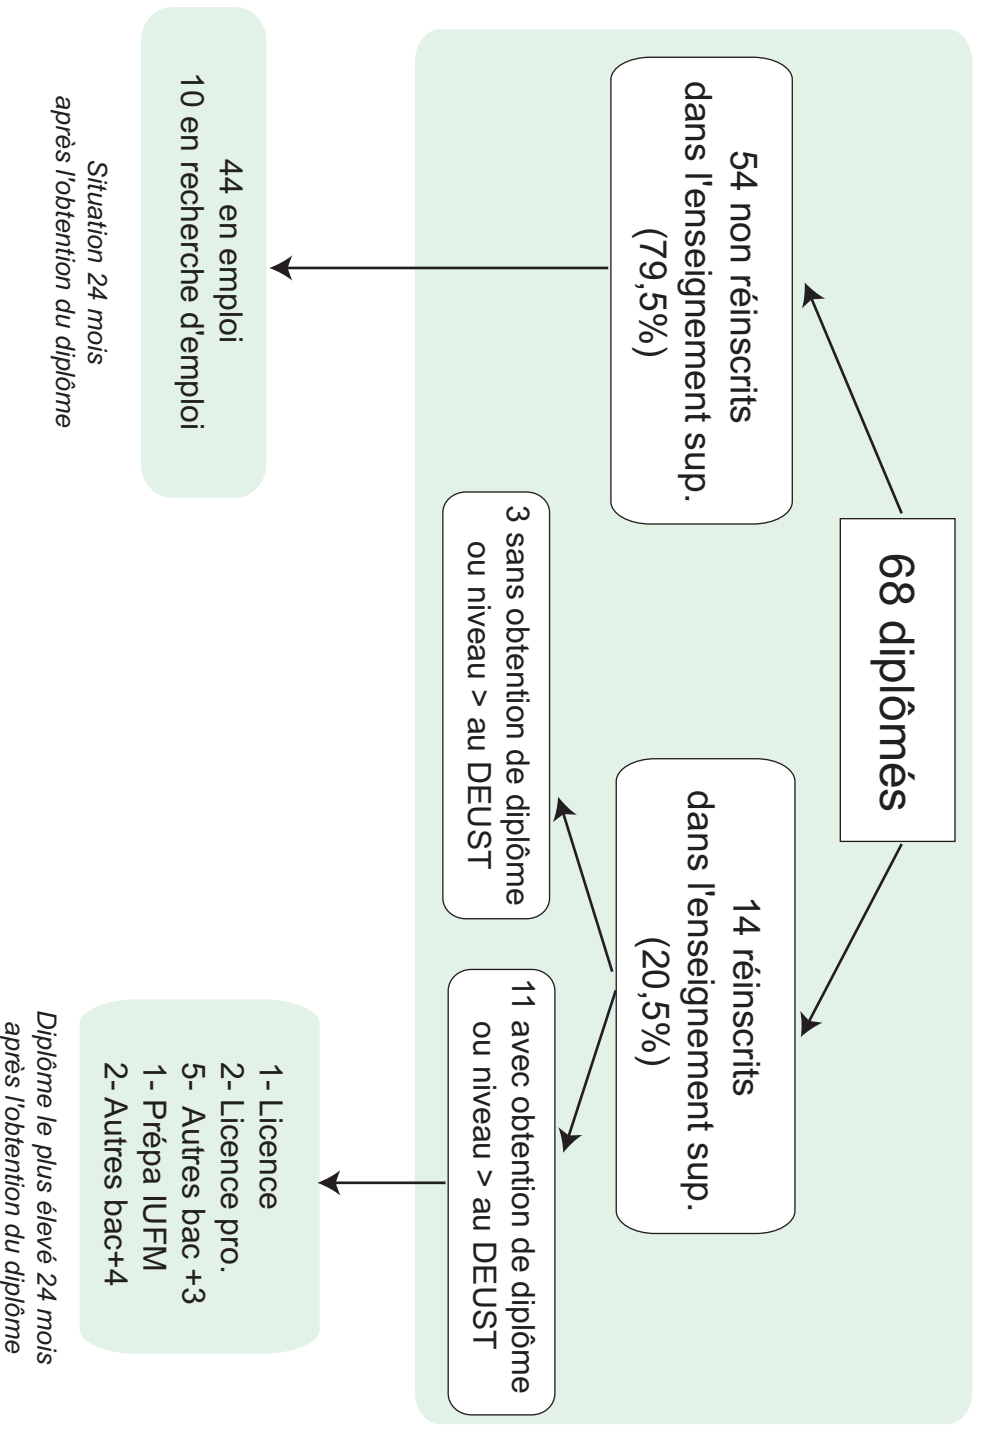 68 diplômés
54 non réinscrits
dans l'enseignement sup.
(79,5%)
14 réinscrits
dans l'enseignement sup.
(20,5%)
3 sans obtention de diplôme
ou niveau > au DEUST
11 avec obtention de diplôme
ou niveau > au DEUST
44 en emploi
10 en recherche d'emploi
Situation 24 mois
après l'obtention du diplôme
1- Licence
2- Licence pro.
5- Autres bac +3
1- Prépa IUFM
2- Autres bac+4
Diplôme le plus élevé 24 mois
après l'obtention du diplôme